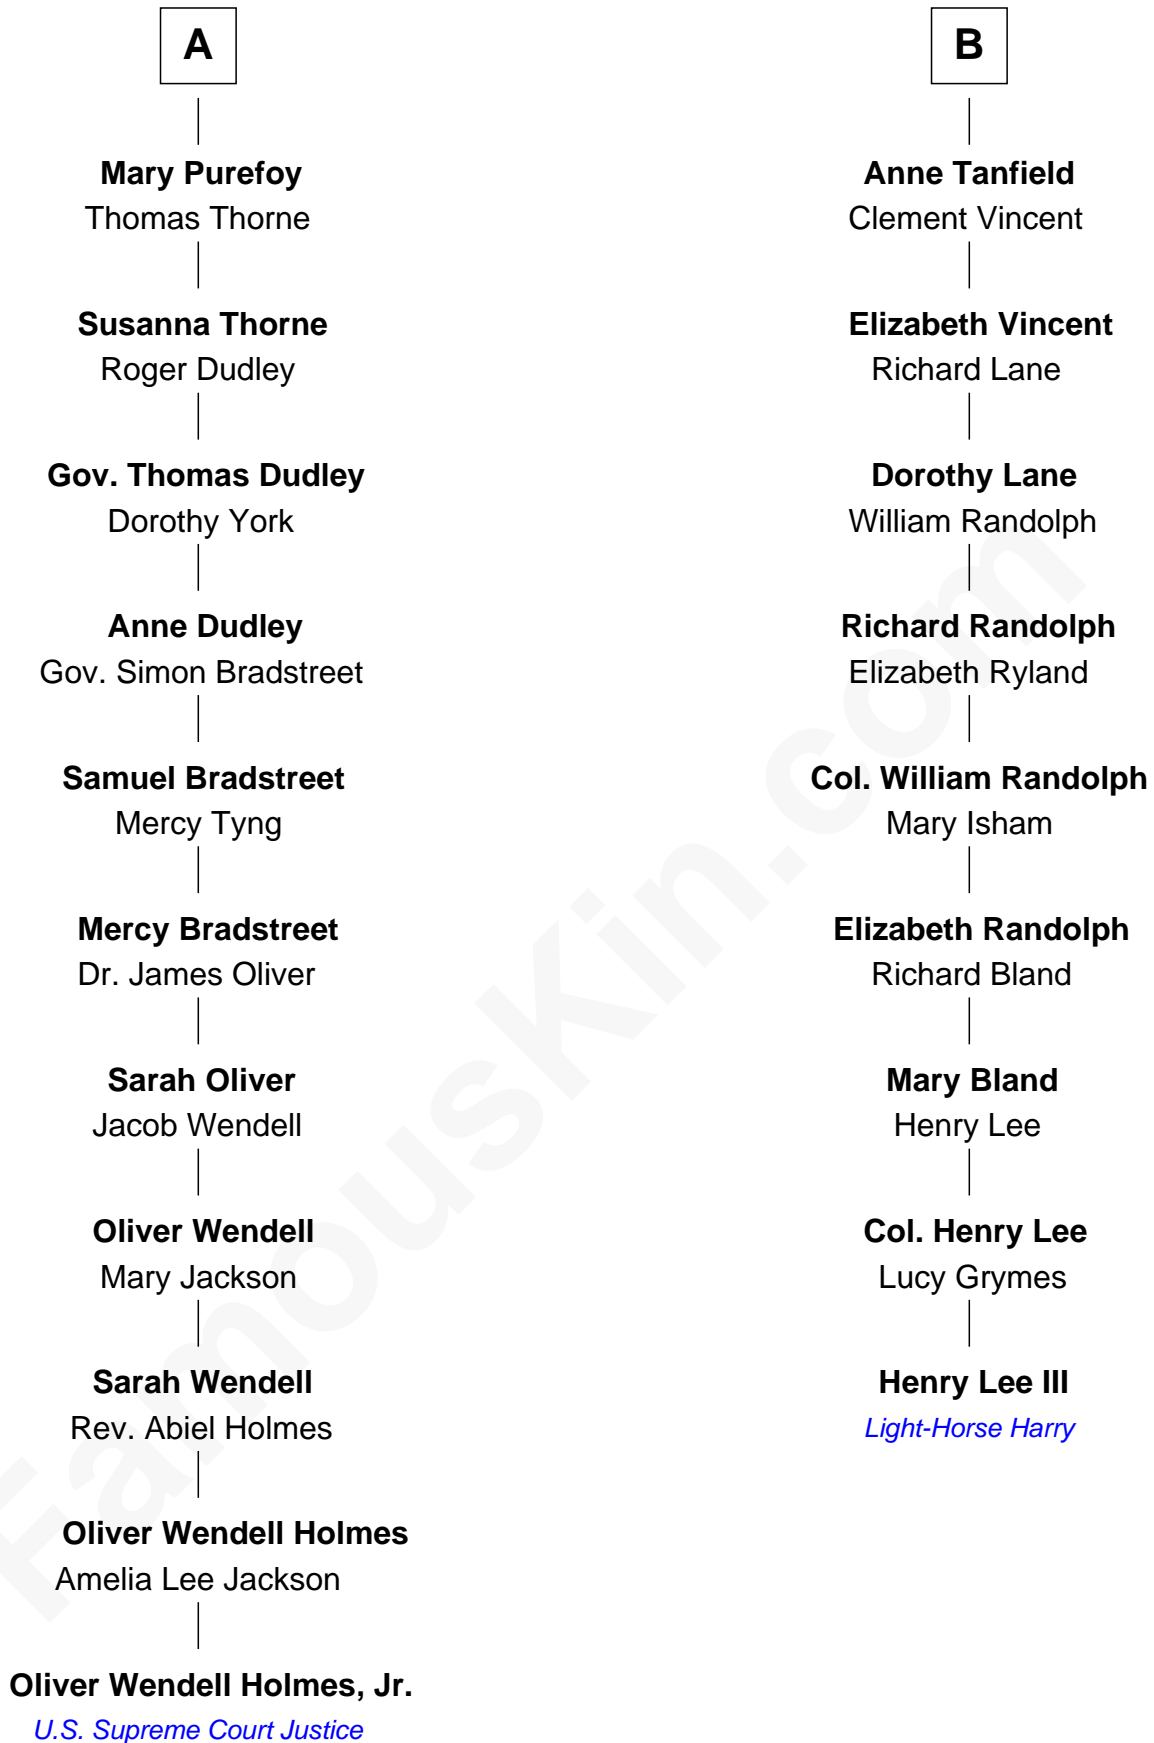 A
Mary Purefoy
Thomas Thorne
Susanna Thorne
Roger Dudley
Gov. Thomas Dudley
Dorothy York
Anne Dudley
Gov. Simon Bradstreet
Samuel Bradstreet
Mercy Tyng
Mercy Bradstreet
Dr. James Oliver
Sarah Oliver
Jacob Wendell
Oliver Wendell
Mary Jackson
Sarah Wendell
Rev. Abiel Holmes
Oliver Wendell Holmes
Amelia Lee Jackson
Oliver Wendell Holmes, Jr.
U.S. Supreme Court Justice
B
Anne Tanfield
Clement Vincent
Elizabeth Vincent
Richard Lane
Dorothy Lane
William Randolph
Richard Randolph
Elizabeth Ryland
Col. William Randolph
Mary Isham
Elizabeth Randolph
Richard Bland
Mary Bland
Henry Lee
Col. Henry Lee
Lucy Grymes
Henry Lee III
Light-Horse Harry
FamousKin.com